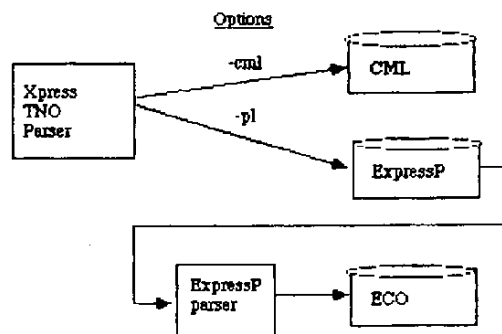 Options
-cml
CML
Xpress
TNO
Parser
-pl
ExpressP
ExpressP
parser
ECO